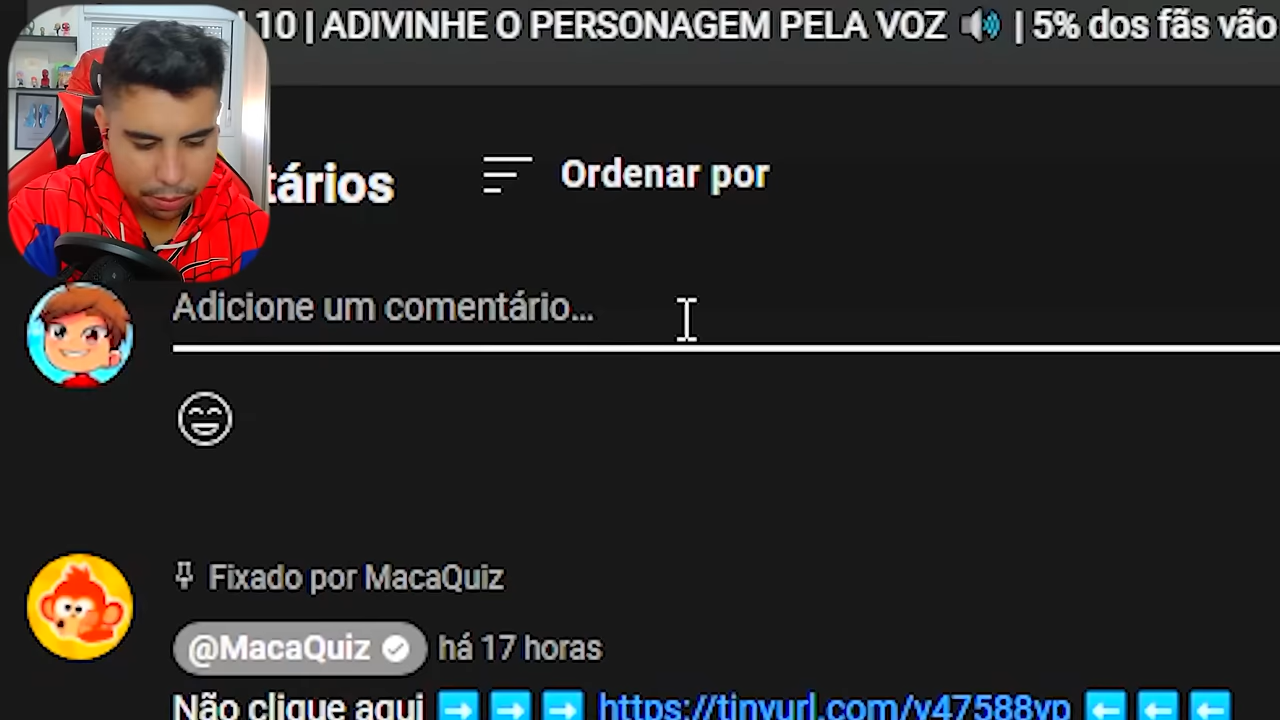 10 | ADIVINHE O PERSONAGEM PELA VOZ 🔊 | 5% dos fãs vão
tários
Ordenar por
Adicione um comentário...
Fixado por MacaQuiz
@MacaQuiz há 17 horas
Não clique aqui ➡️ ➡️ ➡️ https://tinyurl.com/y47588yp ⬅️ ⬅️ ⬅️